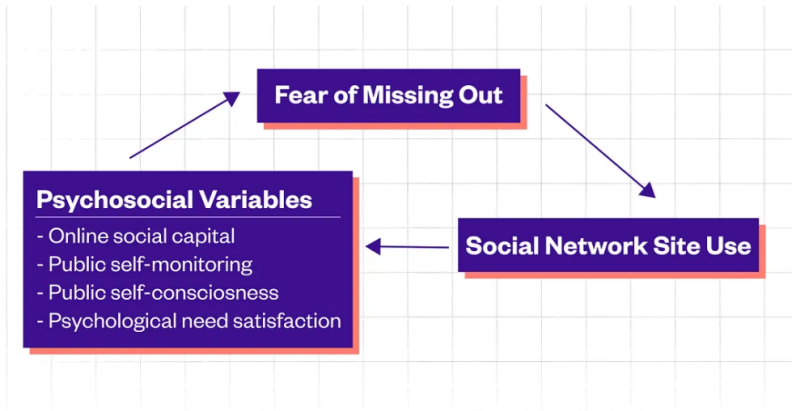 Fear of Missing Out
Psychosocial Variables
- Online social capital
- Public self-monitoring
- Public self-consciosness
- Psychological need satisfaction
Social Network Site Use